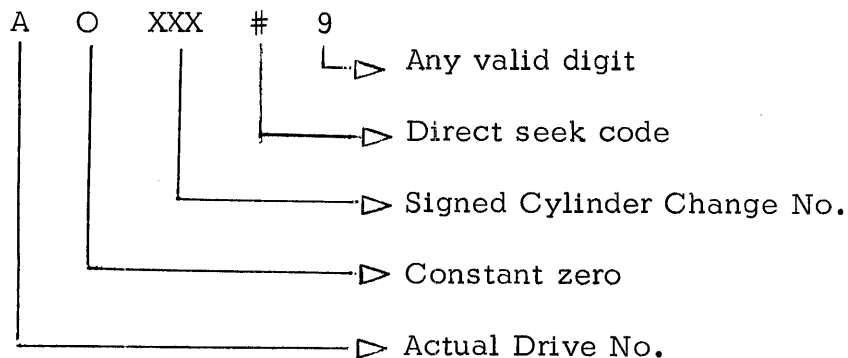 A O XXX # 9
Any valid digit
Direct seek code
Signed Cylinder Change No.
Constant zero
Actual Drive No.